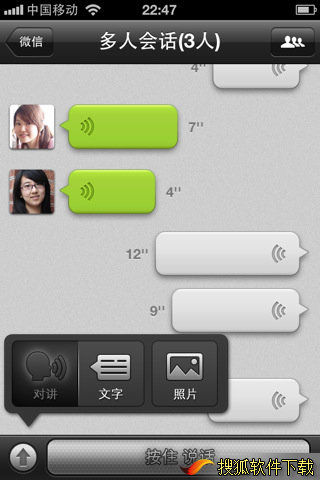 中国移动 22:47
微信 多人会话(3人)
4"
7"
4"
12"
9"
对讲 文字 照片
按住 说话
搜狐软件下载